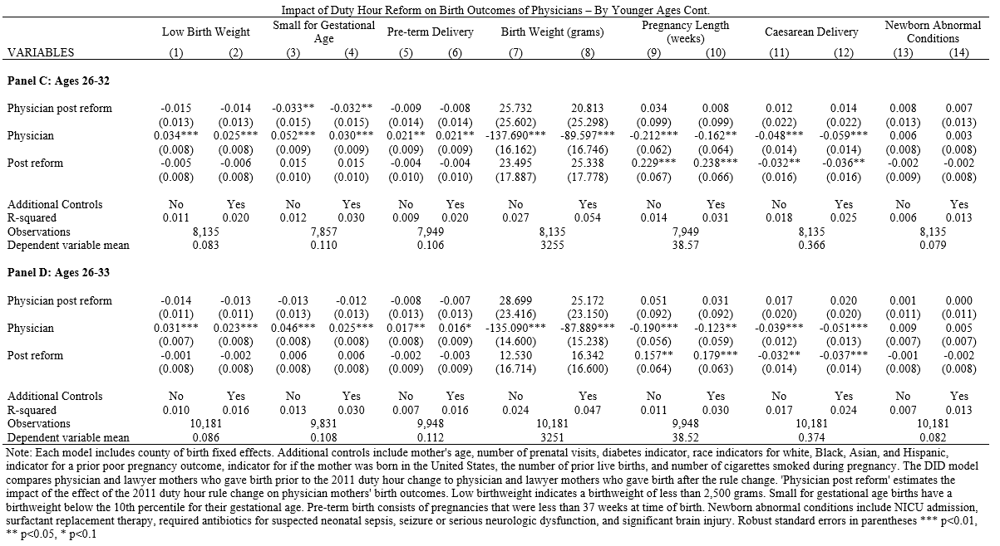 Impact of Duty Hour Reform on Birth Outcomes of Physicians – By Younger Ages Cont.
Low Birth Weight Small for Gestational Age Pre-term Delivery Birth Weight (grams) Pregnancy Length (weeks) Caesarean Delivery Newborn Abnormal Conditions
VARIABLES (1) (2) (3) (4) (5) (6) (7) (8) (9) (10) (11) (12) (13) (14)
Panel C: Ages 26-32
Physician post reform -0.015 -0.014 -0.033** -0.032** -0.009 -0.008 25.732 20.813 0.034 0.008 0.012 0.014 0.008 0.007
(0.013) (0.013) (0.015) (0.015) (0.014) (0.014) (25.602) (25.298) (0.099) (0.099) (0.022) (0.022) (0.013) (0.013)
Physician 0.034*** 0.025*** 0.052*** 0.030*** 0.021** 0.021** -137.690*** -89.597*** -0.212*** -0.162** -0.048*** -0.059*** 0.006 0.003
(0.008) (0.008) (0.009) (0.009) (0.009) (0.009) (16.162) (16.746) (0.062) (0.064) (0.014) (0.014) (0.008) (0.008)
Post reform -0.005 -0.006 0.015 0.015 -0.004 -0.004 23.495 25.338 0.229*** 0.238*** -0.032** -0.036** -0.002 -0.002
(0.008) (0.008) (0.010) (0.010) (0.010) (0.010) (17.887) (17.778) (0.067) (0.066) (0.016) (0.016) (0.009) (0.008)
Additional Controls No Yes No Yes No Yes No Yes No Yes No Yes No Yes
R-squared 0.011 0.020 0.012 0.030 0.009 0.020 0.027 0.054 0.014 0.031 0.018 0.025 0.006 0.013
Observations 8,135 7,857 7,949 8,135 7,949 8,135 8,135
Dependent variable mean 0.083 0.110 0.106 3255 38.57 0.366 0.079
Panel D: Ages 26-33
Physician post reform -0.014 -0.013 -0.013 -0.012 -0.008 -0.007 28.699 25.172 0.051 0.031 0.017 0.020 0.001 0.000
(0.011) (0.011) (0.013) (0.013) (0.013) (0.013) (23.416) (23.150) (0.092) (0.092) (0.020) (0.020) (0.011) (0.011)
Physician 0.031*** 0.023*** 0.046*** 0.025*** 0.017** 0.016* -135.090*** -87.889*** -0.190*** -0.123** -0.039*** -0.051*** 0.009 0.005
(0.007) (0.008) (0.008) (0.008) (0.008) (0.009) (14.600) (15.238) (0.056) (0.059) (0.012) (0.013) (0.007) (0.007)
Post reform -0.001 -0.002 0.006 0.006 -0.002 -0.003 12.530 16.342 0.157** 0.179*** -0.032** -0.037*** -0.001 -0.002
(0.008) (0.008) (0.008) (0.008) (0.009) (0.009) (16.714) (16.600) (0.064) (0.063) (0.014) (0.014) (0.008) (0.008)
Additional Controls No Yes No Yes No Yes No Yes No Yes No Yes No Yes
R-squared 0.010 0.016 0.013 0.030 0.007 0.016 0.024 0.047 0.011 0.030 0.017 0.024 0.007 0.013
Observations 10,181 9,831 9,948 10,181 9,948 10,181 10,181
Dependent variable mean 0.086 0.108 0.112 3251 38.52 0.374 0.082
Note: Each model includes county of birth fixed effects. Additional controls include mother's age, number of prenatal visits, diabetes indicator, race indicators for white, Black, Asian, and Hispanic,
indicator for a prior poor pregnancy outcome, indicator for if the mother was born in the United States, the number of prior live births, and number of cigarettes smoked during pregnancy. The DID model
compares physician and lawyer mothers who gave birth prior to the 2011 duty hour change to physician and lawyer mothers who gave birth after the rule change. 'Physician post reform' estimates the
impact of the effect of the 2011 duty hour rule change on physician mothers' birth outcomes. Low birthweight indicates a birthweight of less than 2,500 grams. Small for gestational age births have a
birthweight below the 10th percentile for their gestational age. Pre-term birth consists of pregnancies that were less than 37 weeks at time of birth. Newborn abnormal conditions include NICU admission,
surfactant replacement therapy, required antibiotics for suspected neonatal sepsis, seizure or serious neurologic dysfunction, and significant brain injury. Robust standard errors in parentheses *** p<0.01,
** p<0.05, * p<0.1